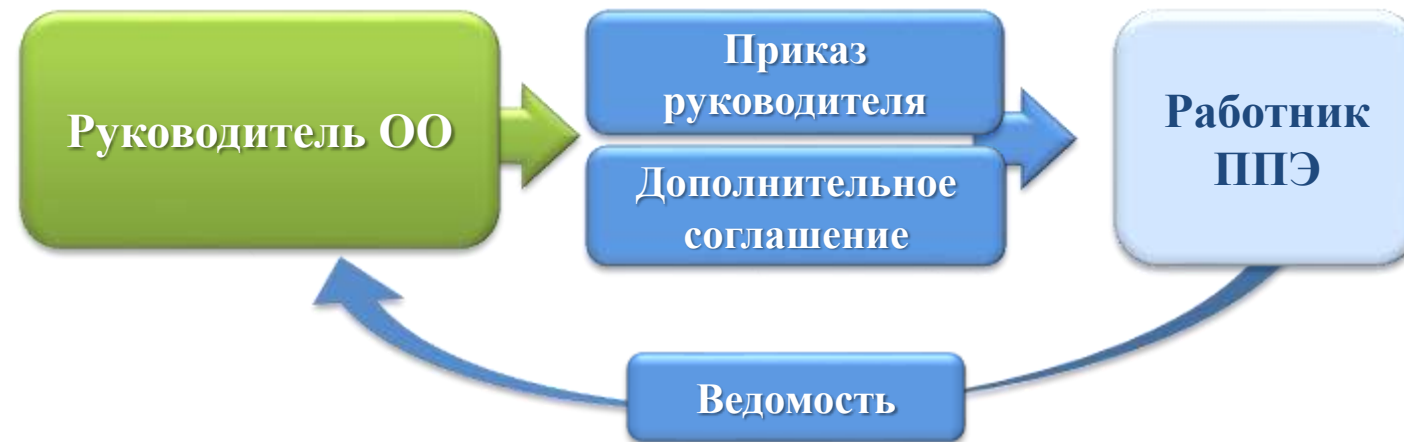 Руководитель ОО
Приказ
руководителя
Дополнительное
соглашение
Работник
ППЭ
Ведомость